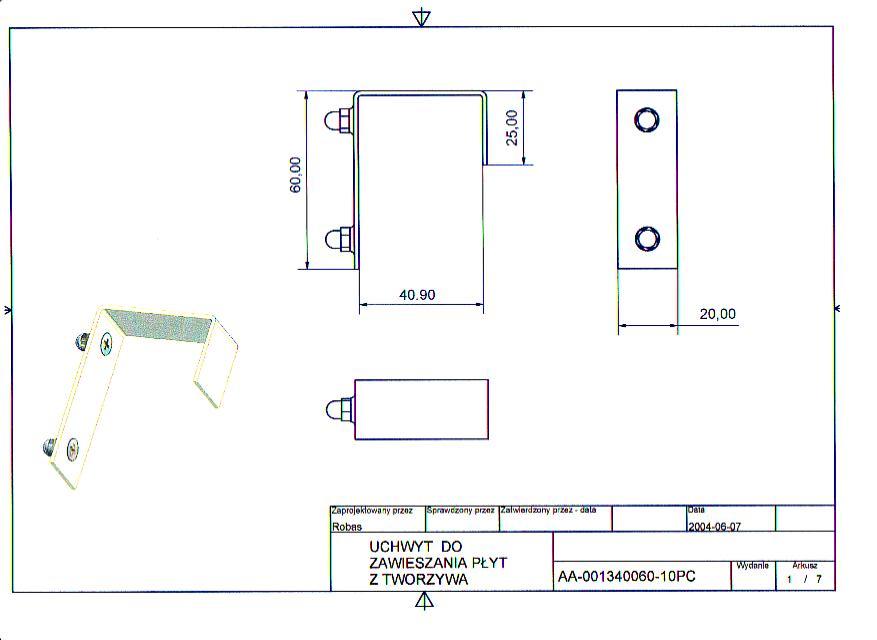 60,00
25,00
40.90
20,00
Zaprojektowany przez
Sprawdzony przez
Zatwierdzony przez - data
Data
Robas
2004-06-07
UCHWYT DO
ZAWIESZANIA PŁYT
Z TWORZYWA
AA-001340060-10PC
Wydanie
Arkusz
1 / 7